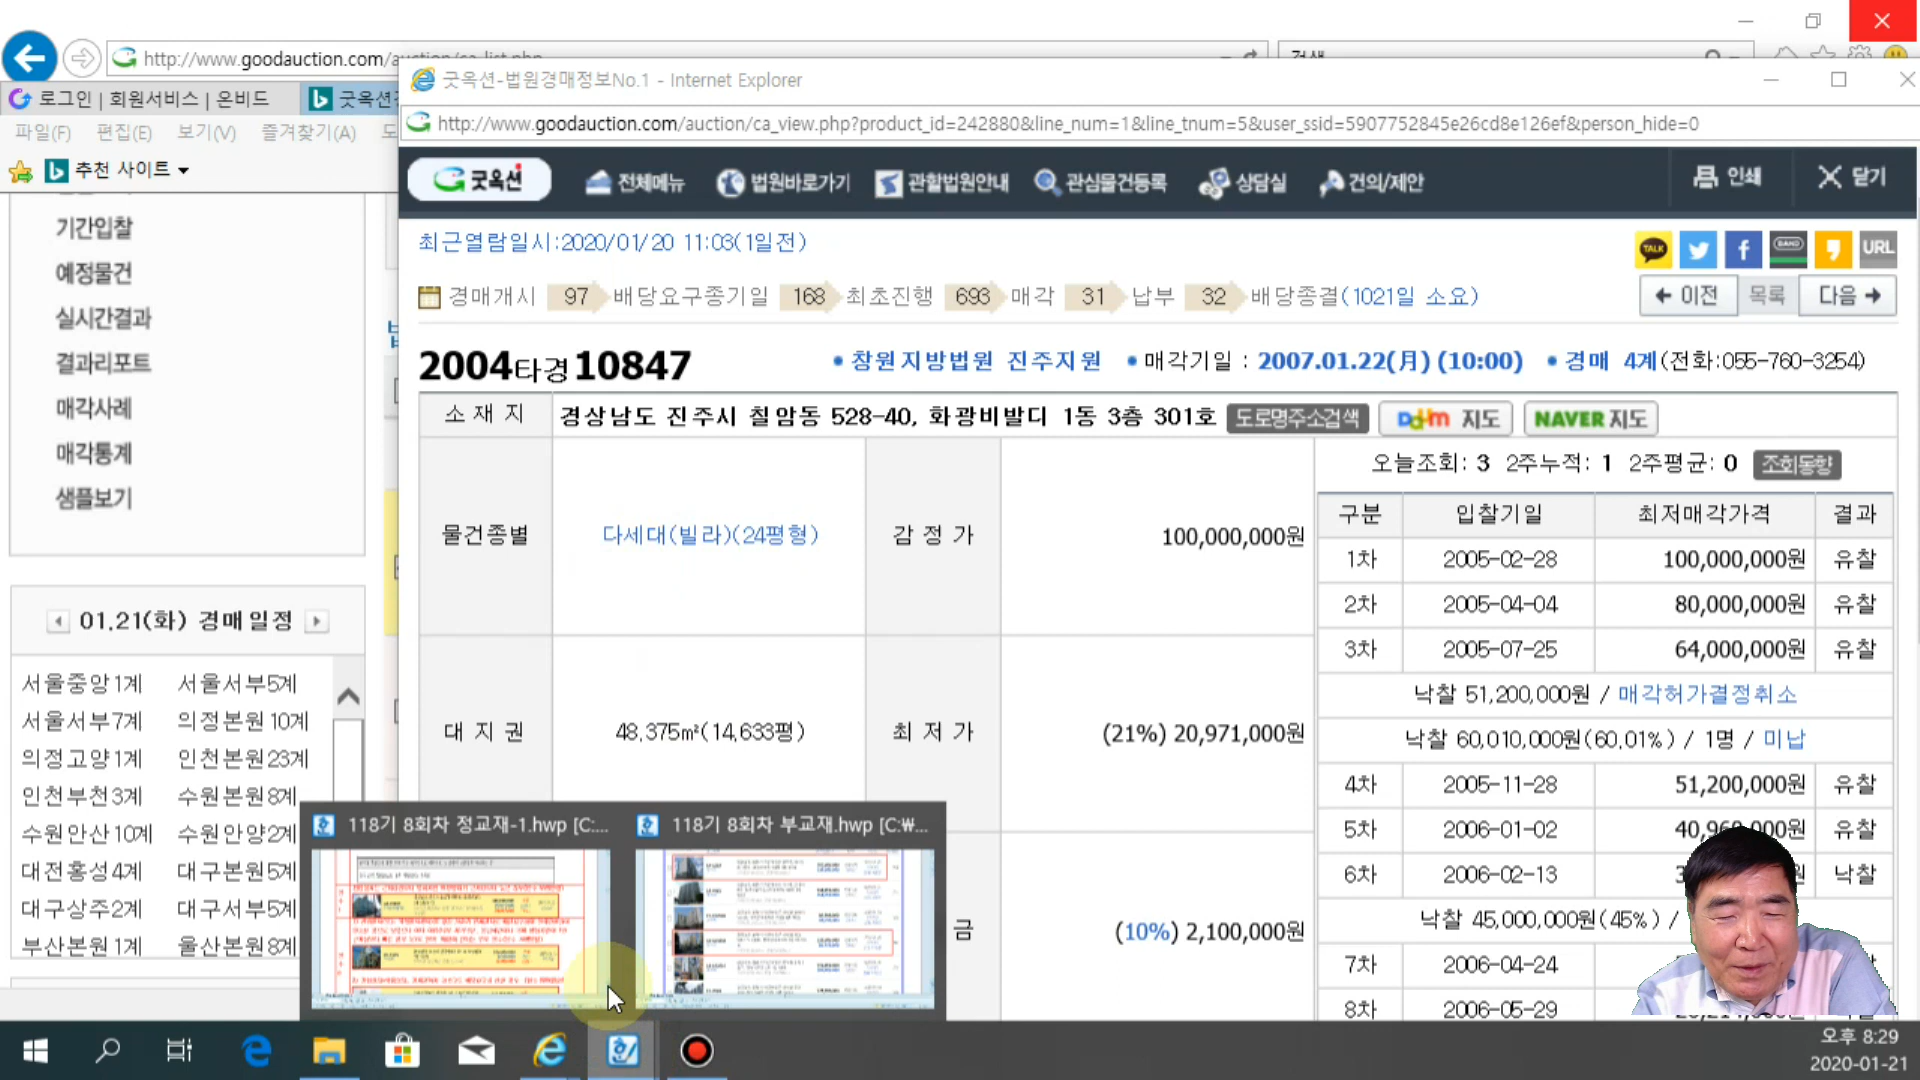 http://www.goodauction.com/auction/ca_list.php
검색
로그인 | 회원서비스 | 온비드
굿옥션
파일(F) 편집(E) 보기(V) 즐겨찾기(A) 도
추천 사이트
굿옥션-법원경매정보No.1 - Internet Explorer
http://www.goodauction.com/auction/ca_view.php?product_id=242880&line_num=1&line_tnum=5&user_ssid=5907752845e26cd8e126ef&person_hide=0
굿옥션 전체메뉴 법원바로가기 관할법원안내 관심물건등록 상담실 건의/제안 인쇄 닫기
기간입찰
예정물건
실시간결과
결과리포트
매각사례
매각통계
샘플보기
01.21(화) 경매일정
서울중앙1계 서울서부5계
서울서부7계 의정본원10계
의정고양1계 인천본원23계
인천부천3계 수원본원8계
수원안산10계 수원안양2계
대전홍성4계 대구본원5계
대구상주2계 대구서부5계
부산본원1계 울산본원8계
최근열람일시:2020/01/20 11:03(1일전)
TALK BAND URL
경매개시 97 배당요구종기일 168 최초진행 693 매각 31 납부 32 배당종결(1021일 소요)
← 이전 목록 다음 →
2004타경10847
• 창원지방법원 진주지원 • 매각기일 : 2007.01.22(月) (10:00) • 경매 4계(전화:055-760-3254)
소재지 경상남도 진주시 칠암동 528-40, 화광비발디 1동 3층 301호 도로명주소검색 Daum 지도 NAVER 지도
물건종별 다세대(빌라)(24평형) 감정가 100,000,000원
대지권 48.375㎡(14.633평) 최저가 (21%) 20,971,000원
금 (10%) 2,100,000원
오늘조회: 3 2주누적: 1 2주평균: 0 조회동향
구분 입찰기일 최저매각가격 결과
1차 2005-02-28 100,000,000원 유찰
2차 2005-04-04 80,000,000원 유찰
3차 2005-07-25 64,000,000원 유찰
낙찰 51,200,000원 / 매각허가결정취소
낙찰 60,010,000원(60.01%) / 1명 / 미납
4차 2005-11-28 51,200,000원 유찰
5차 2006-01-02 유찰
6차 2006-02-13 낙찰
낙찰 45,000,000원(45%) /
7차 2006-04-24
8차 2006-05-29
118기 8회차 정교재-1.hwp [C:...
118기 8회차 부교재.hwp [C:₩...
오후 8:29
2020-01-21